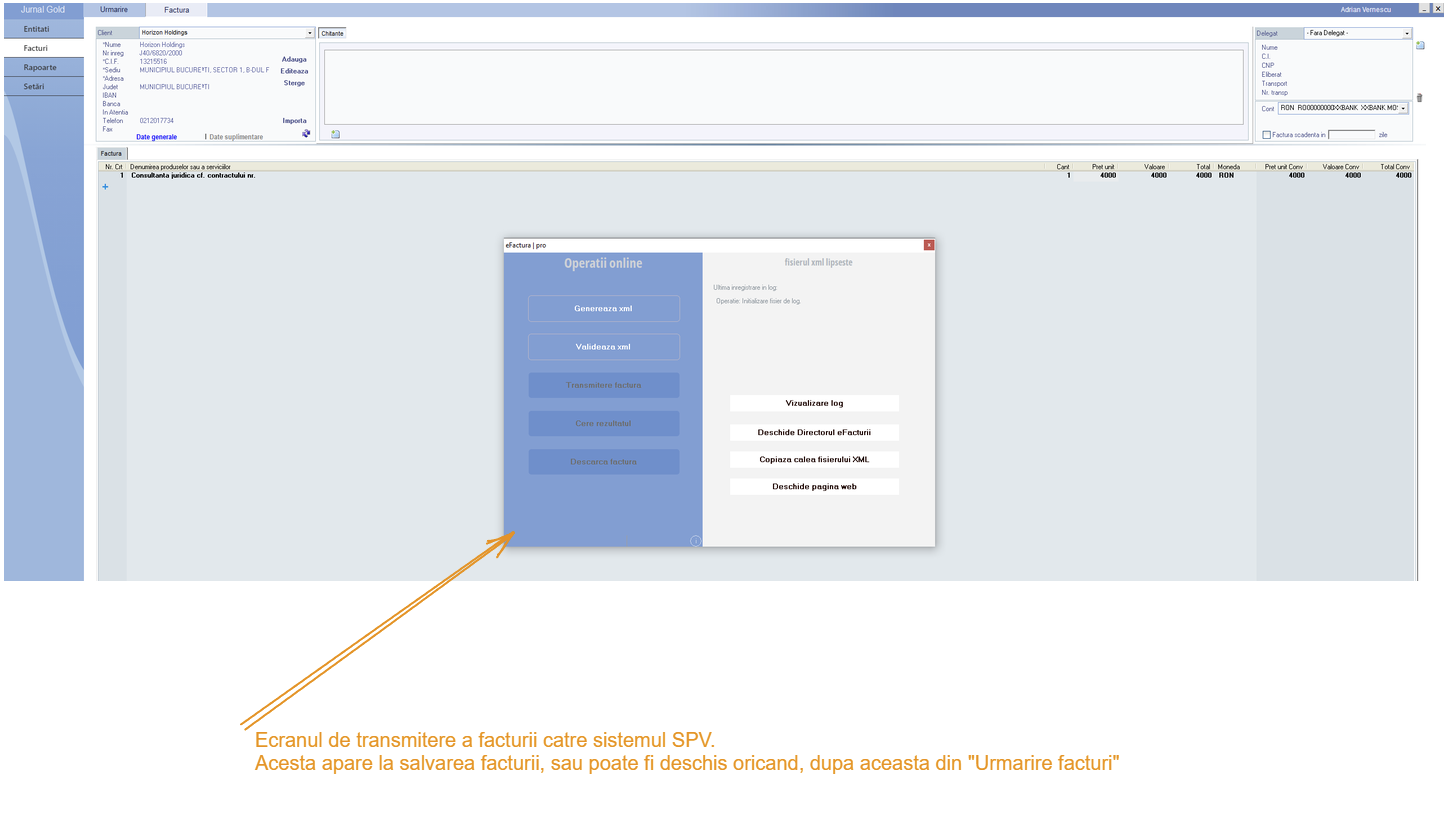 Jurnal Gold
Urmarire
Factura
Adrian Vernescu
Entitati
Facturi
Rapoarte
Setări
Client
Horizon Holdings
*Nume
Horizon Holdings
Nr inreg
J40/6820/2000
*C.I.F.
13215516
*Sediu
MUNICIPIUL BUCUREªTI, SECTOR 1, B-DUL F
*Adresa
Judet
MUNICIPIUL BUCUREªTI
IBAN
Banca
In Atentia
Telefon
0212017734
Fax
Adauga
Editeaza
Sterge
Importa
Date generale
| Date suplimentare
Chitante
Delegat
- Fara Delegat -
Nume
C.I.
CNP
Eliberat
Transport
Nr. transp
Cont
Factura scadenta in
zile
Factura
Nr. Crt Denumirea produselor sau a serviciilor Cant Pret unit Valoare Total Moneda Pret unit Conv Valoare Conv Total Conv
1 Consultanta juridica cf. contractului nr. 1 4000 4000 4000 RON 4000 4000 4000
+
eFactura | pro
x
Operatii online
Genereaza xml
Valideaza xml
Transmitere factura
Cere rezultatul
Descarca factura
fisierul xml lipseste
Ultima inregistrare in log:
Operatie: Initializare fisier de log.
Vizualizare log
Deschide Directorul eFacturii
Copiaza calea fisierului XML
Deschide pagina web
Ecranul de transmitere a facturii catre sistemul SPV.
Acesta apare la salvarea facturii, sau poate fi deschis oricand, dupa aceasta din "Urmarire facturi"